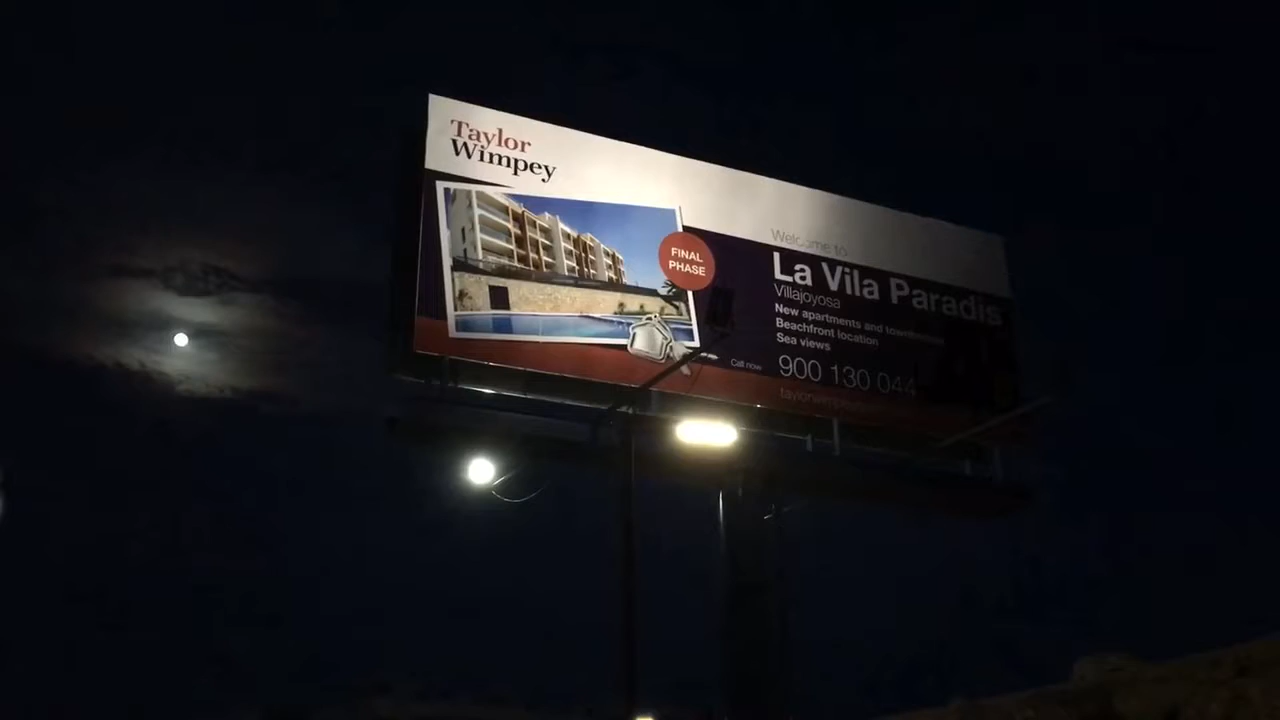 Taylor
Wimpey
FINAL
PHASE
Welcome to
La Vila Paradis
Villajoyosa
New apartments and townhouses
Beachfront location
Sea views
Call now
900 130 044